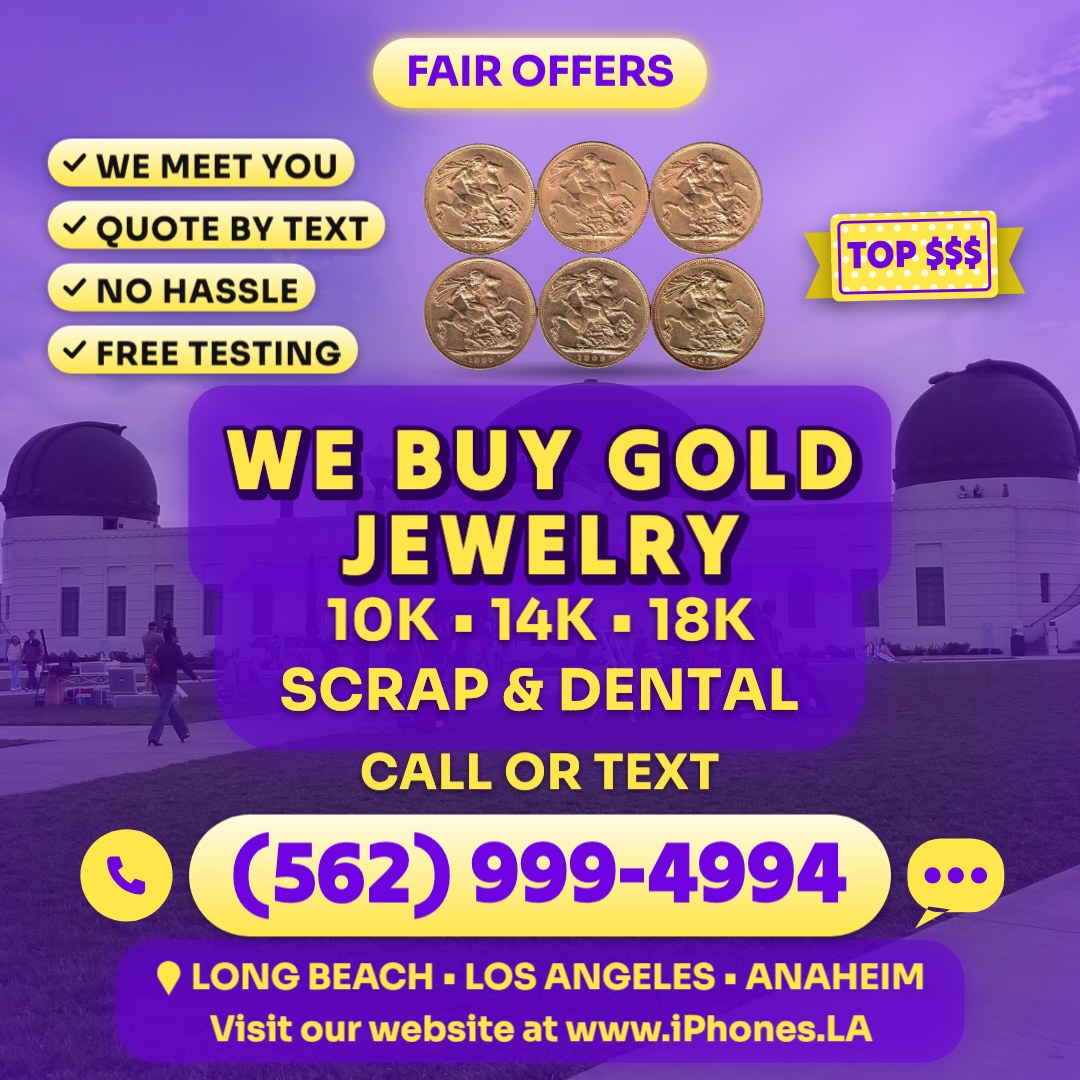 FAIR OFFERS
✓ WE MEET YOU
✓ QUOTE BY TEXT
✓ NO HASSLE
✓ FREE TESTING
TOP $$$
WE BUY GOLD
JEWELRY
10K ▪ 14K ▪ 18K
SCRAP & DENTAL
CALL OR TEXT
(562) 999-4994
LONG BEACH ▪ LOS ANGELES ▪ ANAHEIM
Visit our website at www.iPhones.LA